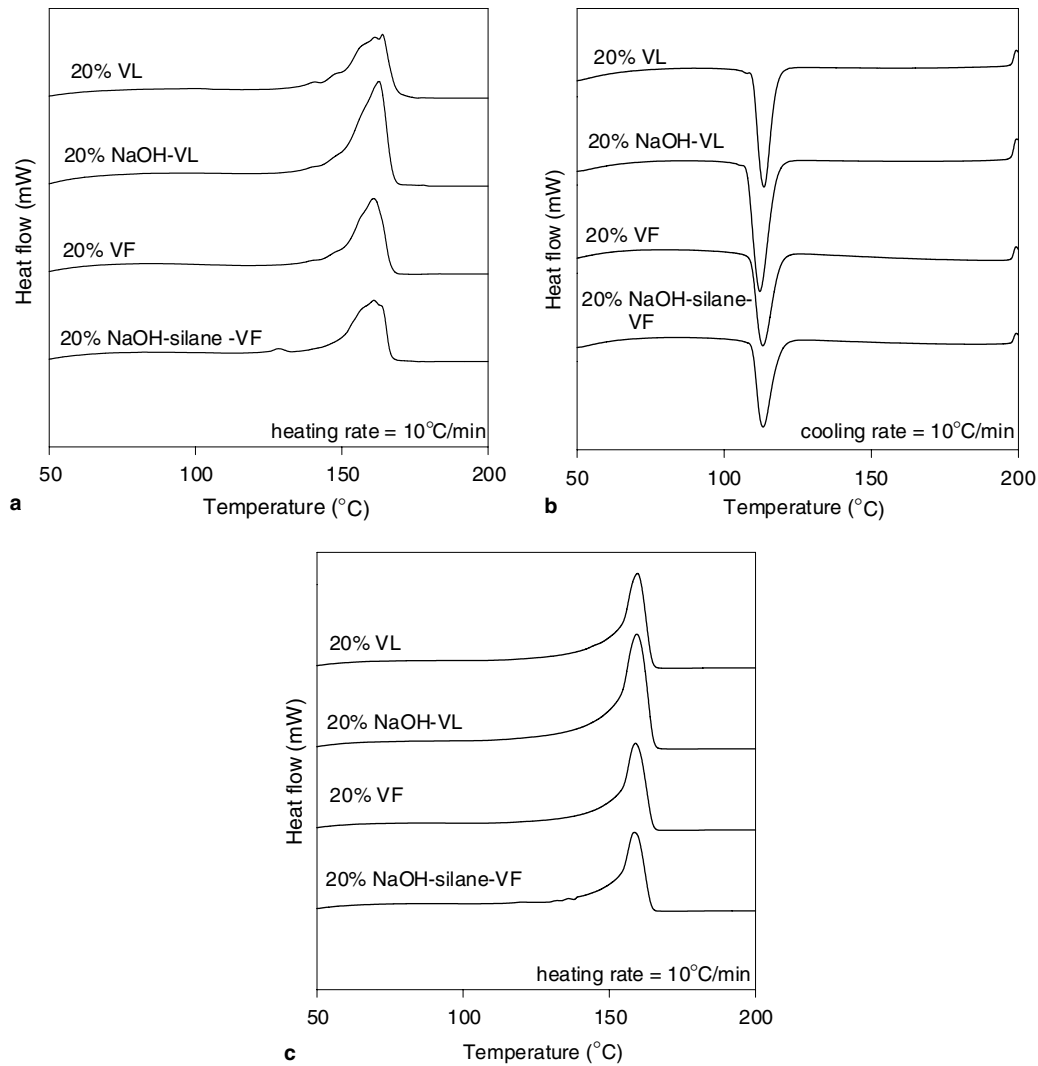 20% VL
20% NaOH-VL
20% VF
20% NaOH-silane -VF
heating rate = 10°C/min
50 100 150 200
Temperature (°C)
Heat flow (mW)
a
20% VL
20% NaOH-VL
20% VF
20% NaOH-silane-
VF
cooling rate = 10°C/min
50 100 150 200
Temperature (°C)
Heat flow (mW)
b
20% VL
20% NaOH-VL
20% VF
20% NaOH-silane-VF
heating rate = 10°C/min
50 100 150 200
Temperature (°C)
Heat flow (mW)
c